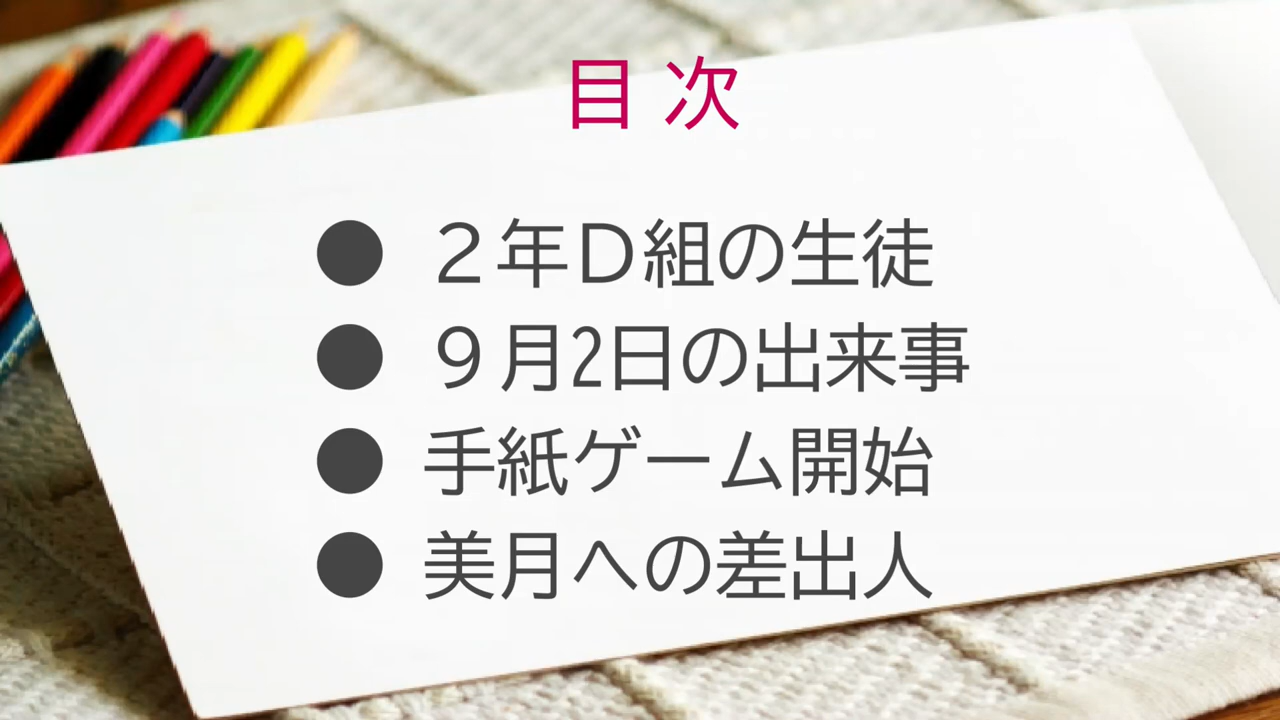 目次
● ２年Ｄ組の生徒
● ９月2日の出来事
● 手紙ゲーム開始
● 美月への差出人